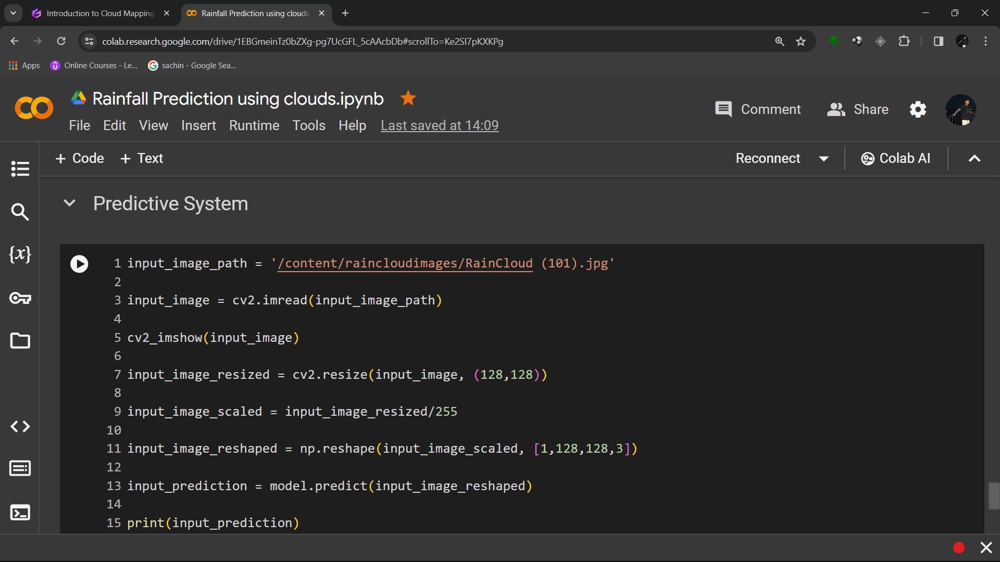 Introduction to Cloud Mapping
Rainfall Prediction using clouds.
colab.research.google.com/drive/1EBGmeinTz0bZXg-pg7UcGFL_5cAAcbDb#scrollTo=Ke2SI7pKXKPg
Apps
Online Courses - Le...
sachin - Google Sea...
Rainfall Prediction using clouds.ipynb
Comment
Share
File Edit View Insert Runtime Tools Help Last saved at 14:09
+ Code + Text
Reconnect
Colab AI
Predictive System
{x}
1 input_image_path = '/content/raincloudimages/RainCloud (101).jpg'
2
3 input_image = cv2.imread(input_image_path)
4
5 cv2_imshow(input_image)
6
7 input_image_resized = cv2.resize(input_image, (128,128))
8
9 input_image_scaled = input_image_resized/255
10
11 input_image_reshaped = np.reshape(input_image_scaled, [1,128,128,3])
12
13 input_prediction = model.predict(input_image_reshaped)
14
15 print(input_prediction)